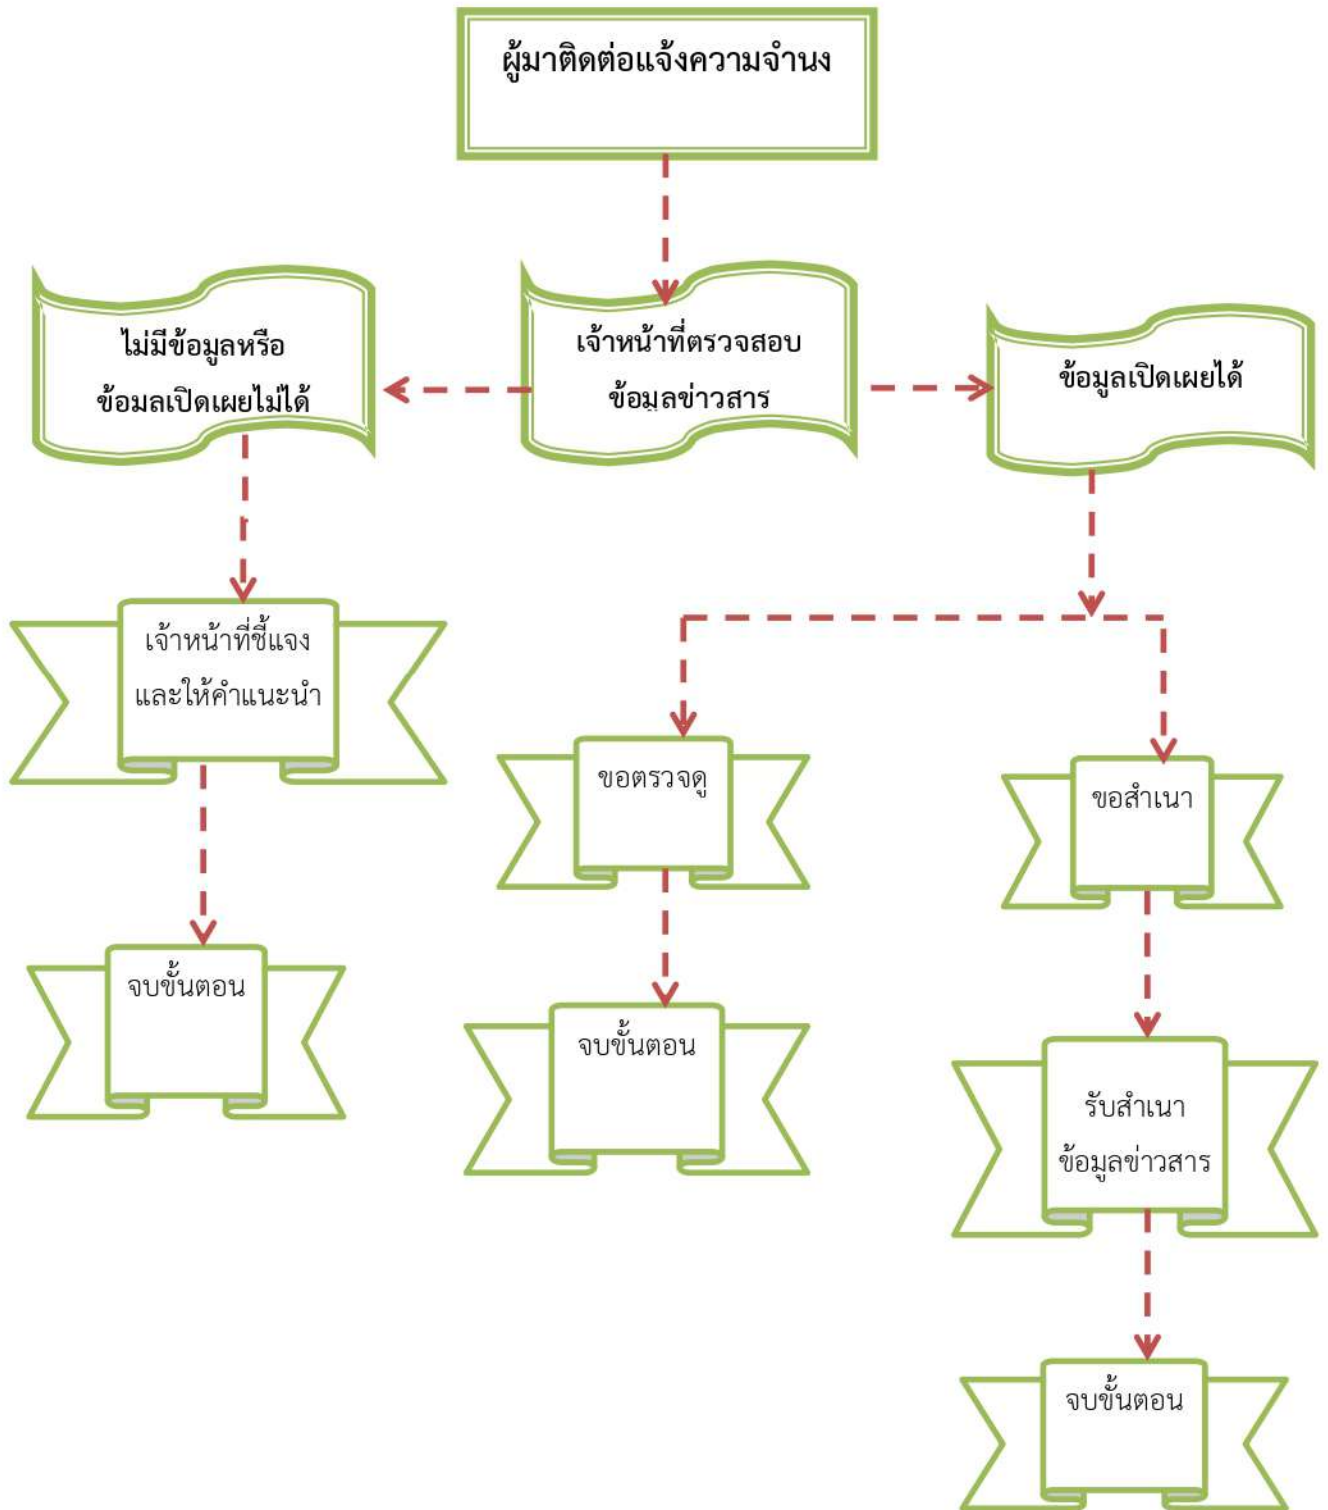 ผู้มาติดต่อแจ้งความจำนง
ไม่มีข้อมูลหรือ
ข้อมลเปิดเผยไม่ได้
เจ้าหน้าที่ตรวจสอบ
ข้อมูลข่าวสาร
ข้อมูลเปิดเผยได้
เจ้าหน้าที่ชี้แจง
และให้คำแนะนำ
ขอตรวจดู
ขอสำเนา
จบขั้นตอน
จบขั้นตอน
รับสำเนา
ข้อมูลข่าวสาร
จบขั้นตอน